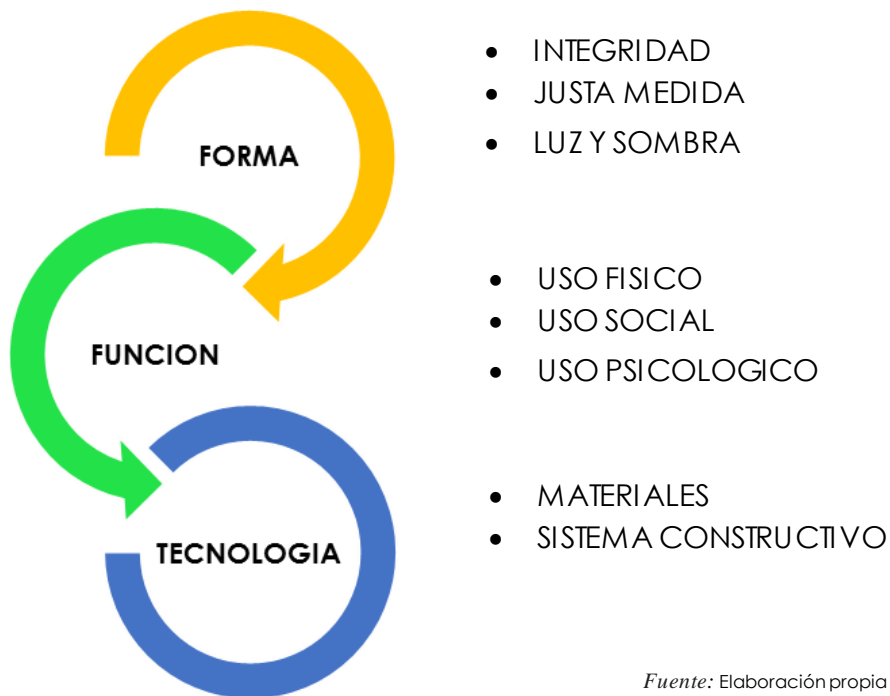 FORMA
• INTEGRIDAD
• JUSTA MEDIDA
• LUZ Y SOMBRA
FUNCION
• USO FISICO
• USO SOCIAL
• USO PSICOLOGICO
TECNOLOGIA
• MATERIALES
• SISTEMA CONSTRUCTIVO
Fuente: Elaboración propia